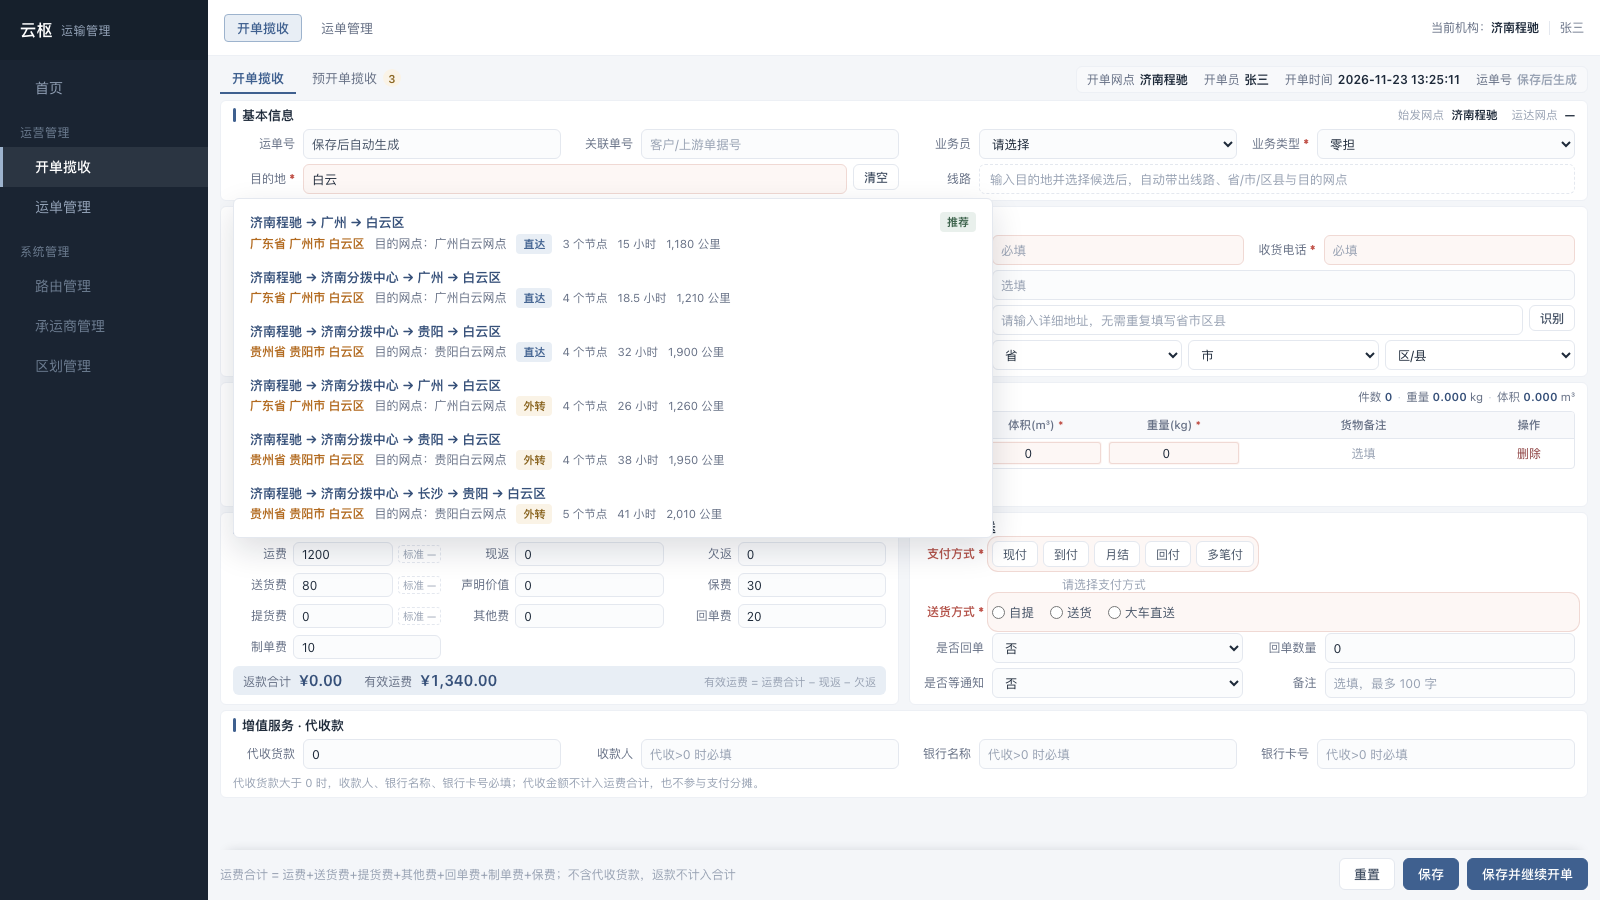 云枢 运输管理
首页
运营管理
开单揽收
运单管理
系统管理
路由管理
承运商管理
区划管理
开单揽收 运单管理
当前机构: 济南程驰 张三
开单揽收 预开单揽收 3
开单网点 济南程驰 开单员 张三 开单时间 2026-11-23 13:25:11 运单号 保存后生成
基本信息
始发网点 济南程驰 运达网点 —
运单号 保存后自动生成 关联单号 客户/上游单据号 业务员 请选择 业务类型 * 零担
目的地 * 白云 清空 线路 输入目的地并选择候选后，自动带出线路、省/市/区县与目的网点
济南程驰 → 广州 → 白云区 推荐
广东省 广州市 白云区 目的网点：广州白云网点 直达 3 个节点 15 小时 1,180 公里
济南程驰 → 济南分拨中心 → 广州 → 白云区
广东省 广州市 白云区 目的网点：广州白云网点 直达 4 个节点 18.5 小时 1,210 公里
济南程驰 → 济南分拨中心 → 贵阳 → 白云区
贵州省 贵阳市 白云区 目的网点：贵阳白云网点 直达 4 个节点 32 小时 1,900 公里
济南程驰 → 济南分拨中心 → 广州 → 白云区
广东省 广州市 白云区 目的网点：广州白云网点 外转 4 个节点 26 小时 1,260 公里
济南程驰 → 济南分拨中心 → 贵阳 → 白云区
贵州省 贵阳市 白云区 目的网点：贵阳白云网点 外转 4 个节点 38 小时 1,950 公里
济南程驰 → 济南分拨中心 → 长沙 → 贵阳 → 白云区
贵州省 贵阳市 白云区 目的网点：贵阳白云网点 外转 5 个节点 41 小时 2,010 公里
必填 收货电话 * 必填
选填
请输入详细地址，无需重复填写省市区县 识别
省 市 区/县
件数 0 · 重量 0.000 kg · 体积 0.000 m³
体积(m³) * 重量(kg) * 货物备注 操作
0 0 选填 删除
运费 1200 标准 — 现返 0 欠返 0
送货费 80 标准 — 声明价值 0 保费 30
提货费 0 标准 — 其他费 0 回单费 20
制单费 10
返款合计 ¥0.00 有效运费 ¥1,340.00 有效运费 = 运费合计 − 现返 − 欠返
支付方式 * 现付 到付 月结 回付 多笔付
请选择支付方式
送货方式 * 自提 送货 大车直送
是否回单 否 回单数量 0
是否等通知 否 备注 选填，最多 100 字
增值服务 · 代收款
代收货款 0 收款人 代收>0 时必填 银行名称 代收>0 时必填 银行卡号 代收>0 时必填
代收货款大于 0 时，收款人、银行名称、银行卡号必填；代收金额不计入运费合计，也不参与支付分摊。
运费合计 = 运费+送货费+提货费+其他费+回单费+制单费+保费；不含代收货款，返款不计入合计
重置 保存 保存并继续开单